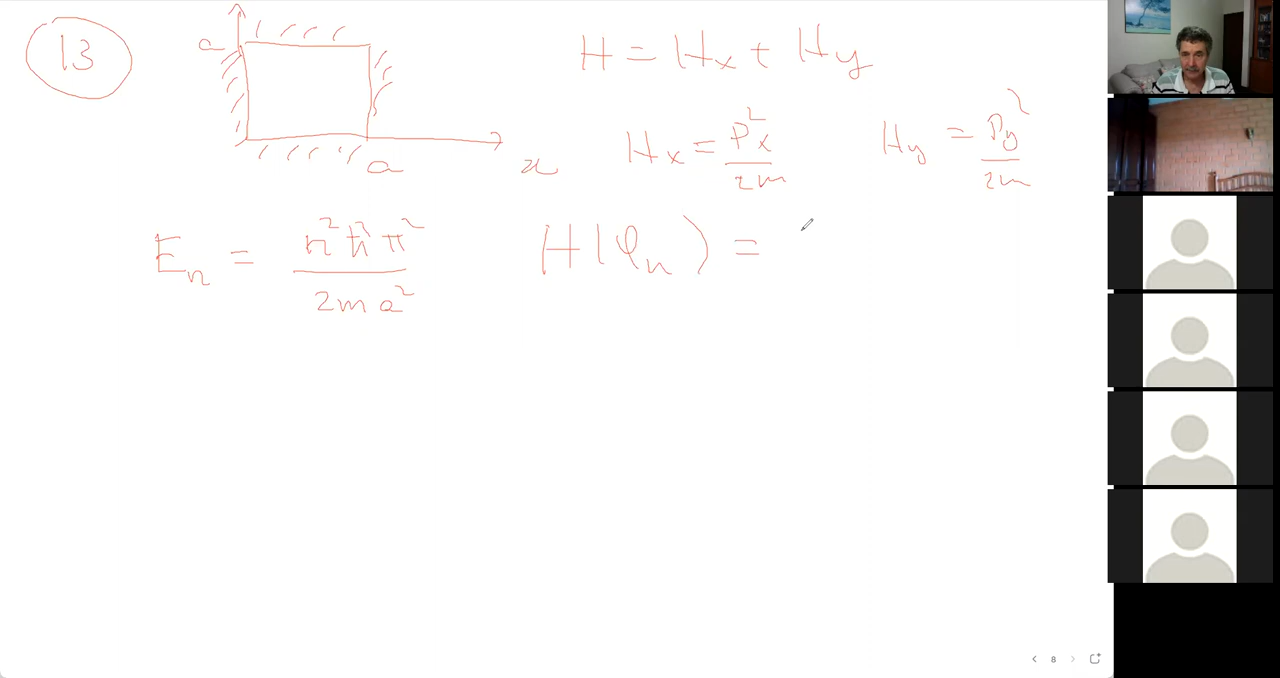 13
a
a
x
H = Hx + Hy
Hx = Px²/2m
Hy = Py²/2m
En = n²ħ²π²/2ma²
H|φn⟩ =
8